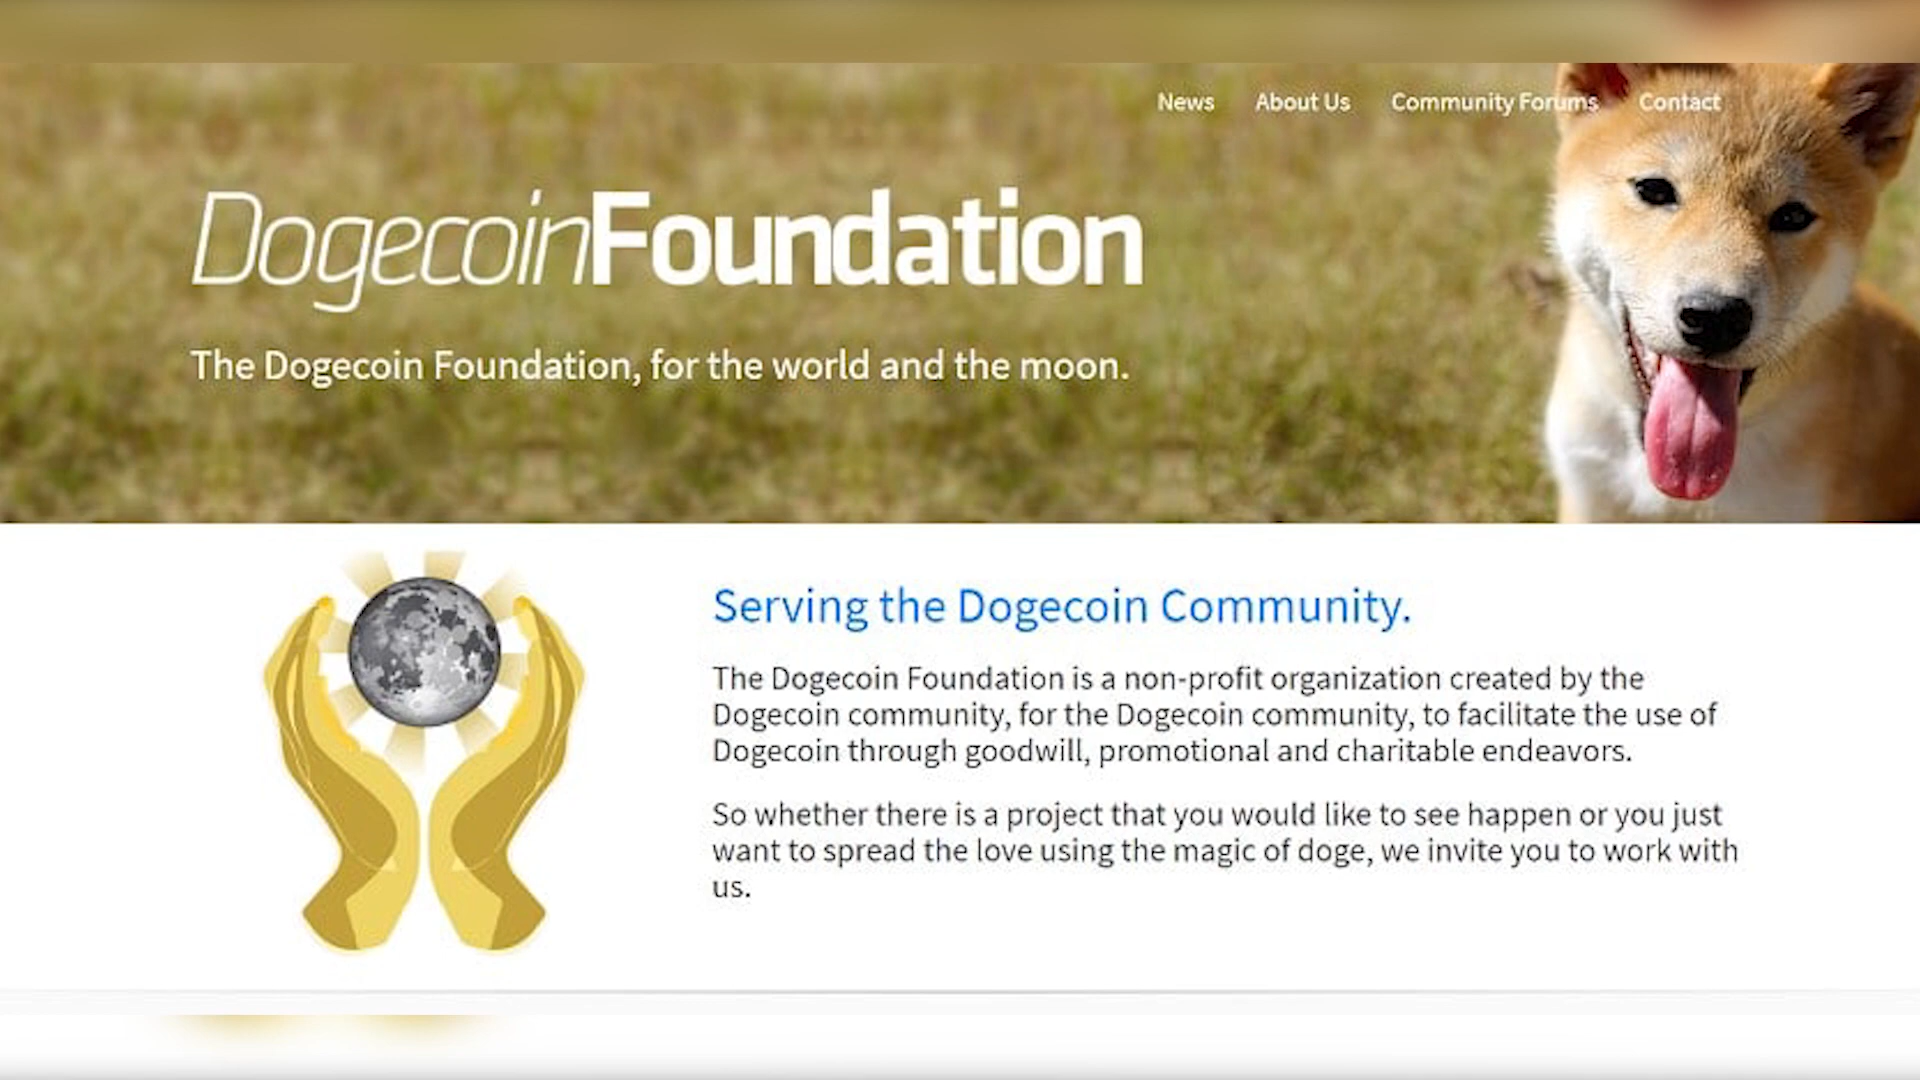 News About Us Community Forums Contact
DogecoinFoundation
The Dogecoin Foundation, for the world and the moon.
Serving the Dogecoin Community.
The Dogecoin Foundation is a non-profit organization created by the
Dogecoin community, for the Dogecoin community, to facilitate the use of
Dogecoin through goodwill, promotional and charitable endeavors.
So whether there is a project that you would like to see happen or you just
want to spread the love using the magic of doge, we invite you to work with
us.